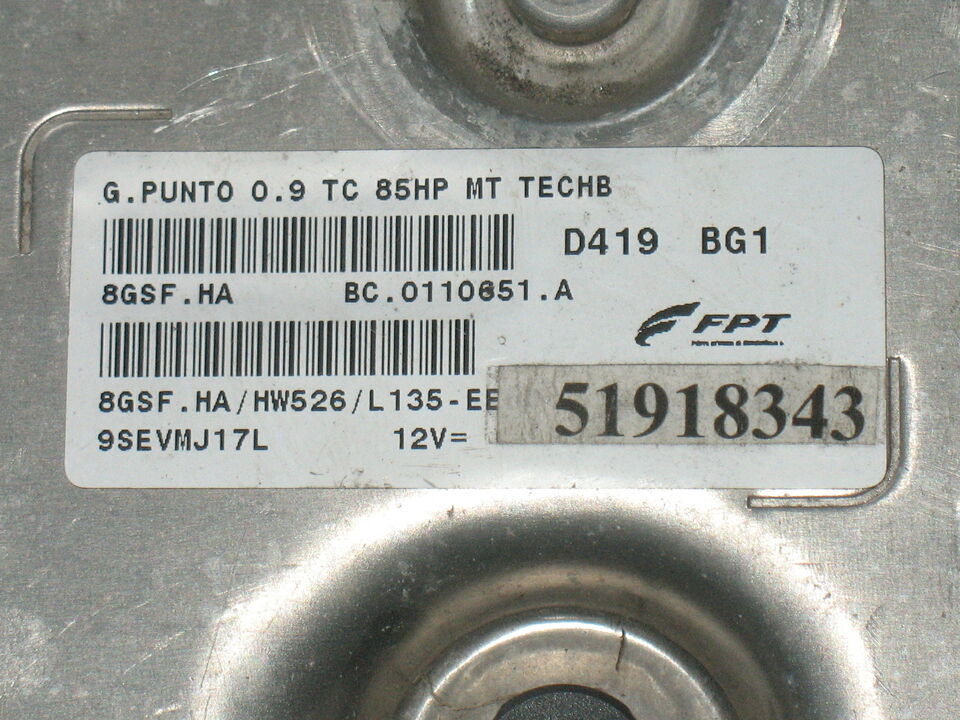 G.PUNTO 0.9 TC 85HP MT TECHB
D419 BG1
8GSF.HA BC.0110651.A
FPT
8GSF.HA/HW526/L135-EE
51918343
9SEVMJ17L 12V=